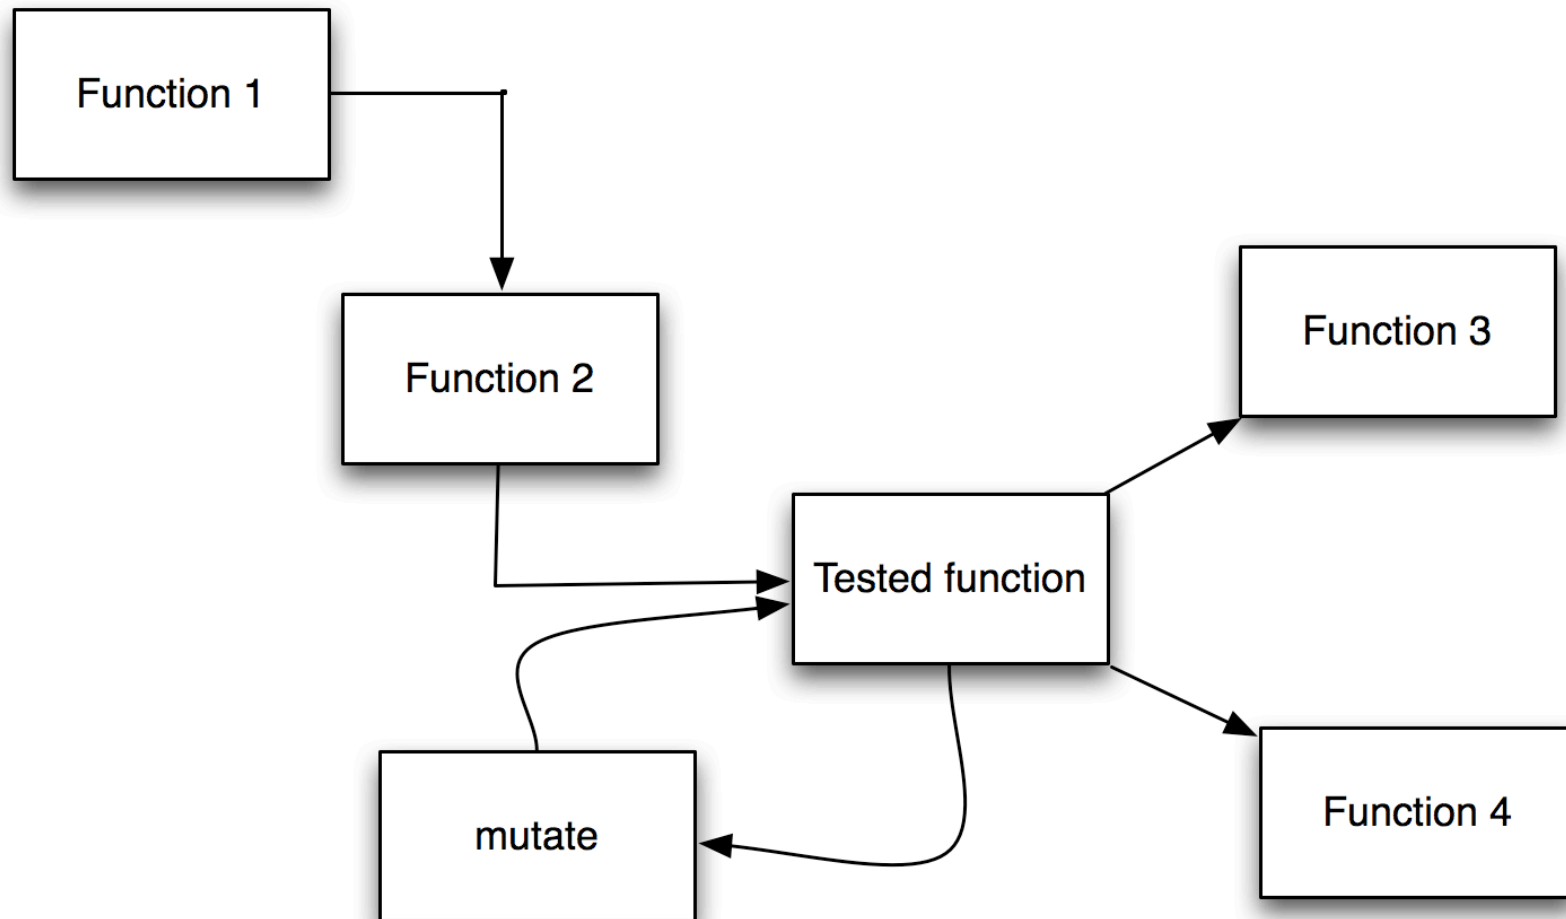 Function 1
Function 2
Function 3
Tested function
Function 4
mutate